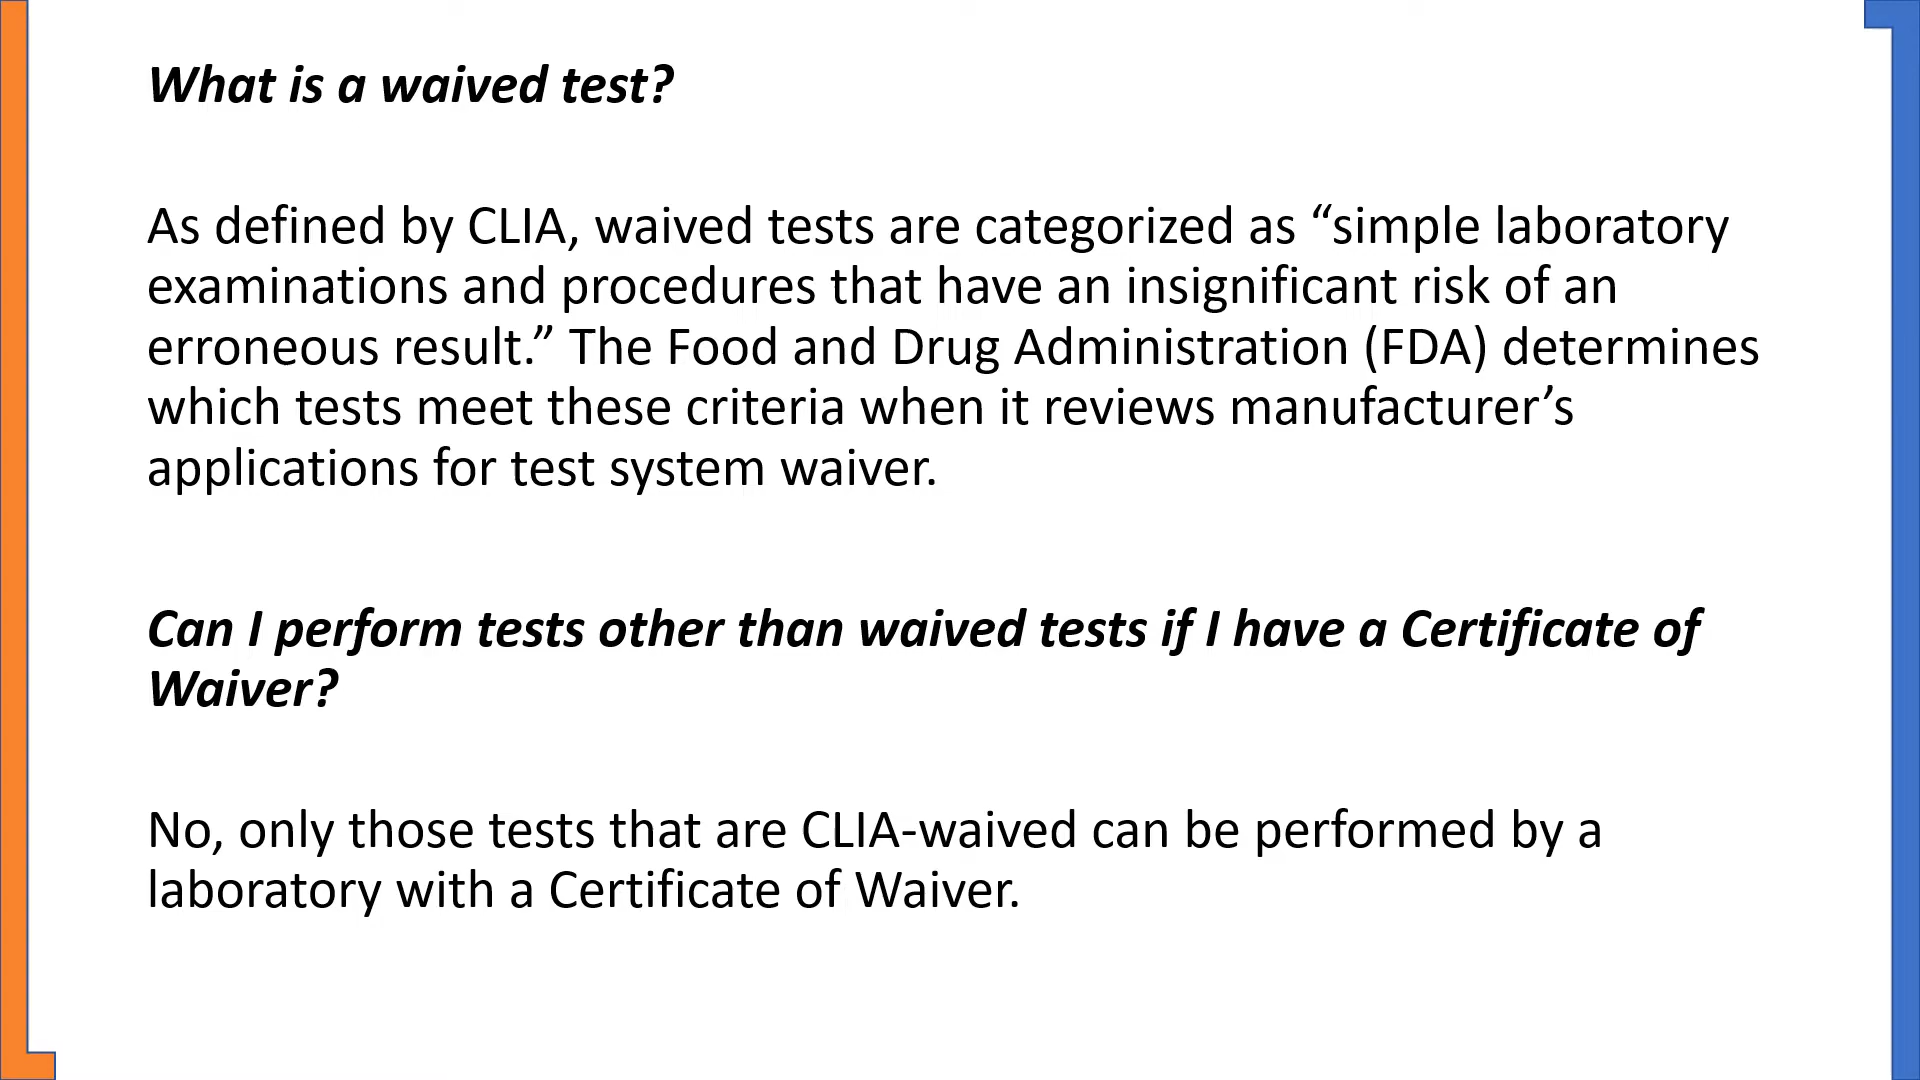 What is a waived test?
As defined by CLIA, waived tests are categorized as “simple laboratory
examinations and procedures that have an insignificant risk of an
erroneous result.” The Food and Drug Administration (FDA) determines
which tests meet these criteria when it reviews manufacturer’s
applications for test system waiver.
Can I perform tests other than waived tests if I have a Certificate of
Waiver?
No, only those tests that are CLIA-waived can be performed by a
laboratory with a Certificate of Waiver.